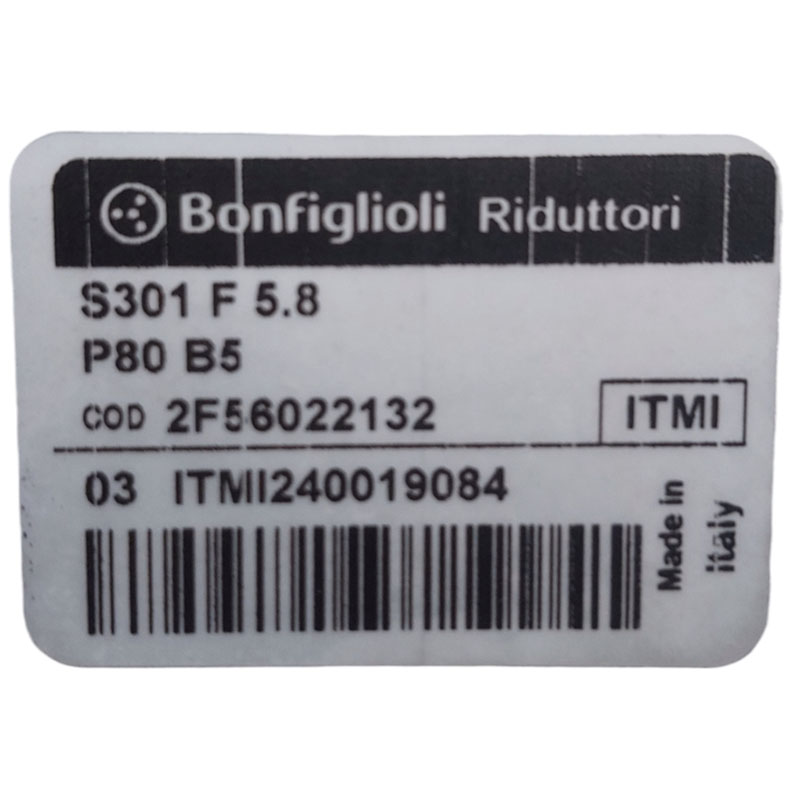 Bonfiglioli Riduttori
S301 F 5.8
P80 B5
COD 2F56022132
ITMI
03 ITMI240019084
Made in
italy